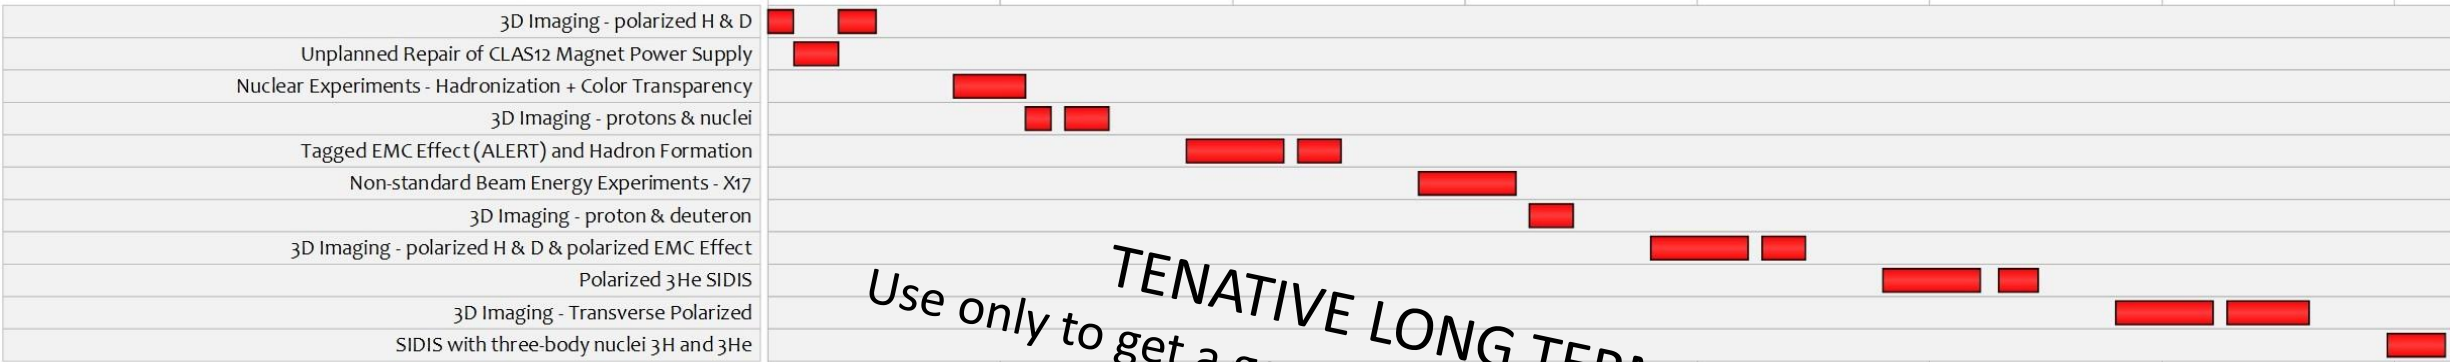 3D Imaging - polarized H & D
Unplanned Repair of CLAS12 Magnet Power Supply
Nuclear Experiments - Hadronization + Color Transparency
3D Imaging - protons & nuclei
Tagged EMC Effect (ALERT) and Hadron Formation
Non-standard Beam Energy Experiments - X17
3D Imaging - proton & deuteron
3D Imaging - polarized H & D & polarized EMC Effect
Polarized 3He SIDIS
3D Imaging - Transverse Polarized
SIDIS with three-body nuclei 3H and 3He
TENATIVE LONG
Use only to get a